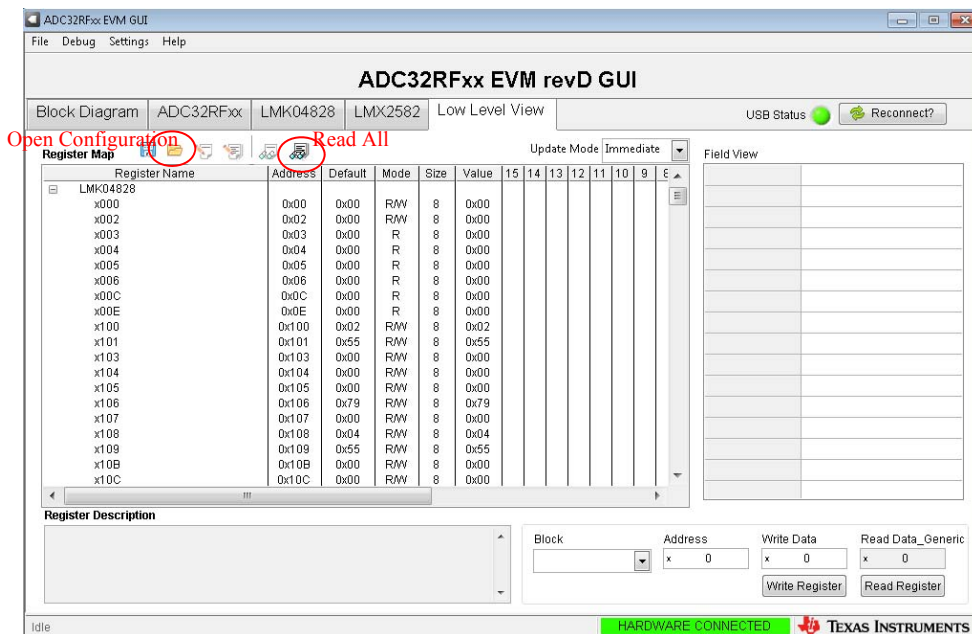 ADC32RFxx EVM GUI
File Debug Settings Help
ADC32RFxx EVM revD GUI
Block Diagram ADC32RFxx LMK04828 LMX2582 Low Level View USB Status Reconnect?
Open Configuration Read All
Register Map Update Mode Immediate Field View
Register Name Address Default Mode Size Value 15 14 13 12 11 10 9 8
LMK04828
x000 0x00 0x00 R/W 8 0x00
x002 0x02 0x00 R/W 8 0x00
x003 0x03 0x00 R 8 0x00
x004 0x04 0x00 R 8 0x00
x005 0x05 0x00 R 8 0x00
x006 0x06 0x00 R 8 0x00
x00C 0x0C 0x00 R 8 0x00
x00E 0x0E 0x00 R 8 0x00
x100 0x100 0x02 R/W 8 0x02
x101 0x101 0x55 R/W 8 0x55
x103 0x103 0x00 R/W 8 0x00
x104 0x104 0x00 R/W 8 0x00
x105 0x105 0x00 R/W 8 0x00
x106 0x106 0x79 R/W 8 0x79
x107 0x107 0x00 R/W 8 0x00
x108 0x108 0x04 R/W 8 0x04
x109 0x109 0x55 R/W 8 0x55
x10B 0x10B 0x00 R/W 8 0x00
x10C 0x10C 0x00 R/W 8 0x00
Register Description
Block Address Write Data Read Data_Generic
x 0 x 0 x 0
Write Register Read Register
Idle HARDWARE CONNECTED TEXAS INSTRUMENTS